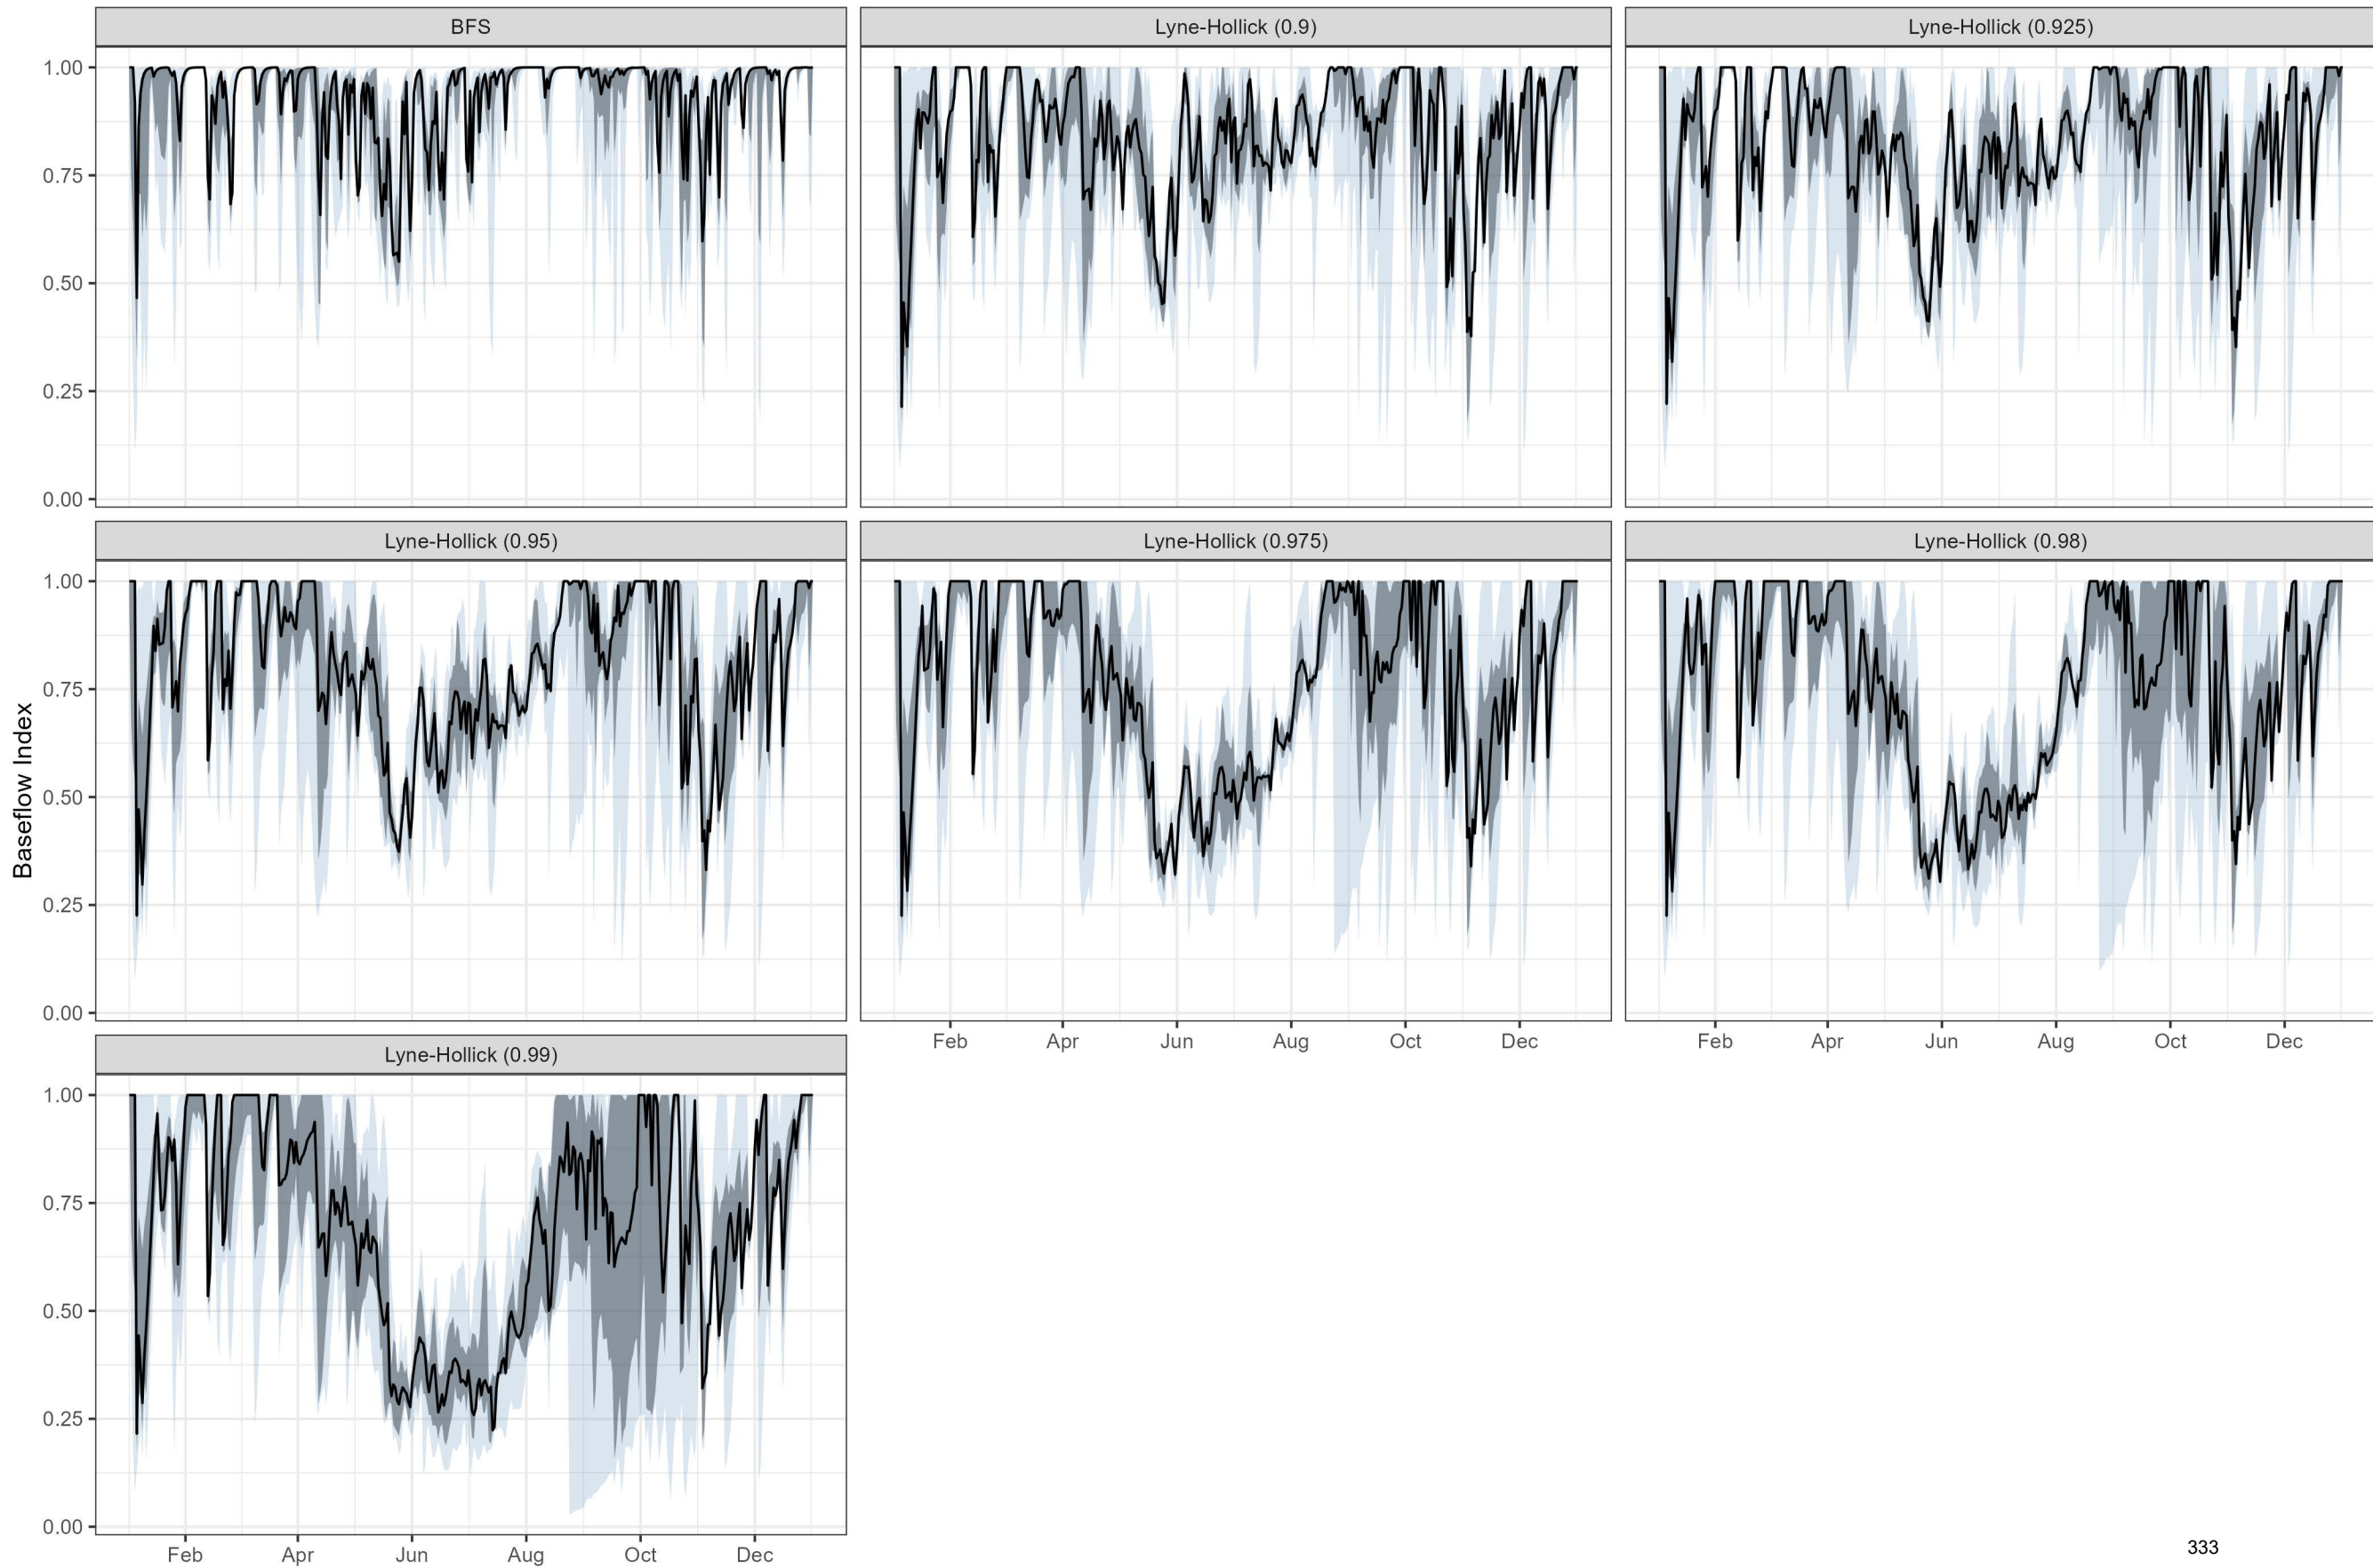 BFS
Lyne-Hollick (0.9)
Lyne-Hollick (0.925)
1.00
0.75
0.50
0.25
0.00
Lyne-Hollick (0.95)
Lyne-Hollick (0.975)
Lyne-Hollick (0.98)
Baseflow Index
1.00
0.75
0.50
0.25
0.00
Feb Apr Jun Aug Oct Dec
Feb Apr Jun Aug Oct Dec
Lyne-Hollick (0.99)
1.00
0.75
0.50
0.25
0.00
Feb Apr Jun Aug Oct Dec
333